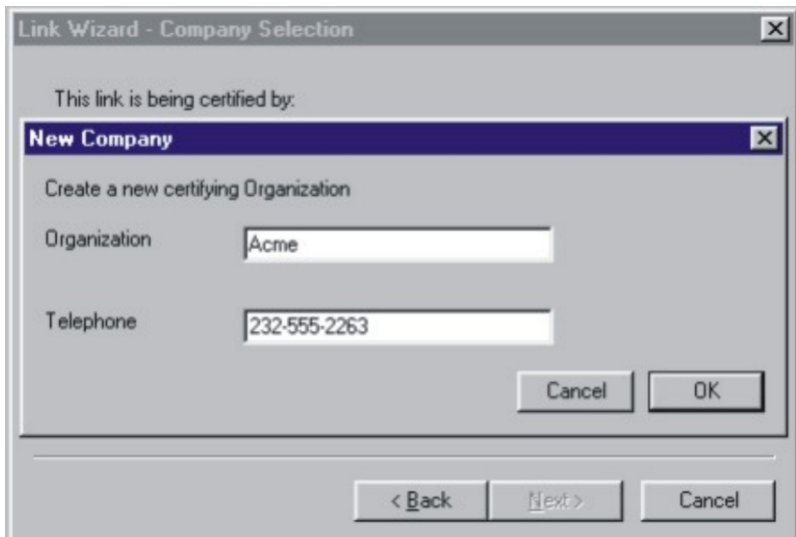 Link Wizard - Company Selection
This link is being certified by:
New Company
Create a new certifying Organization
Organization
Acme
Telephone
232-555-2263
Cancel
OK
< Back
Next >
Cancel